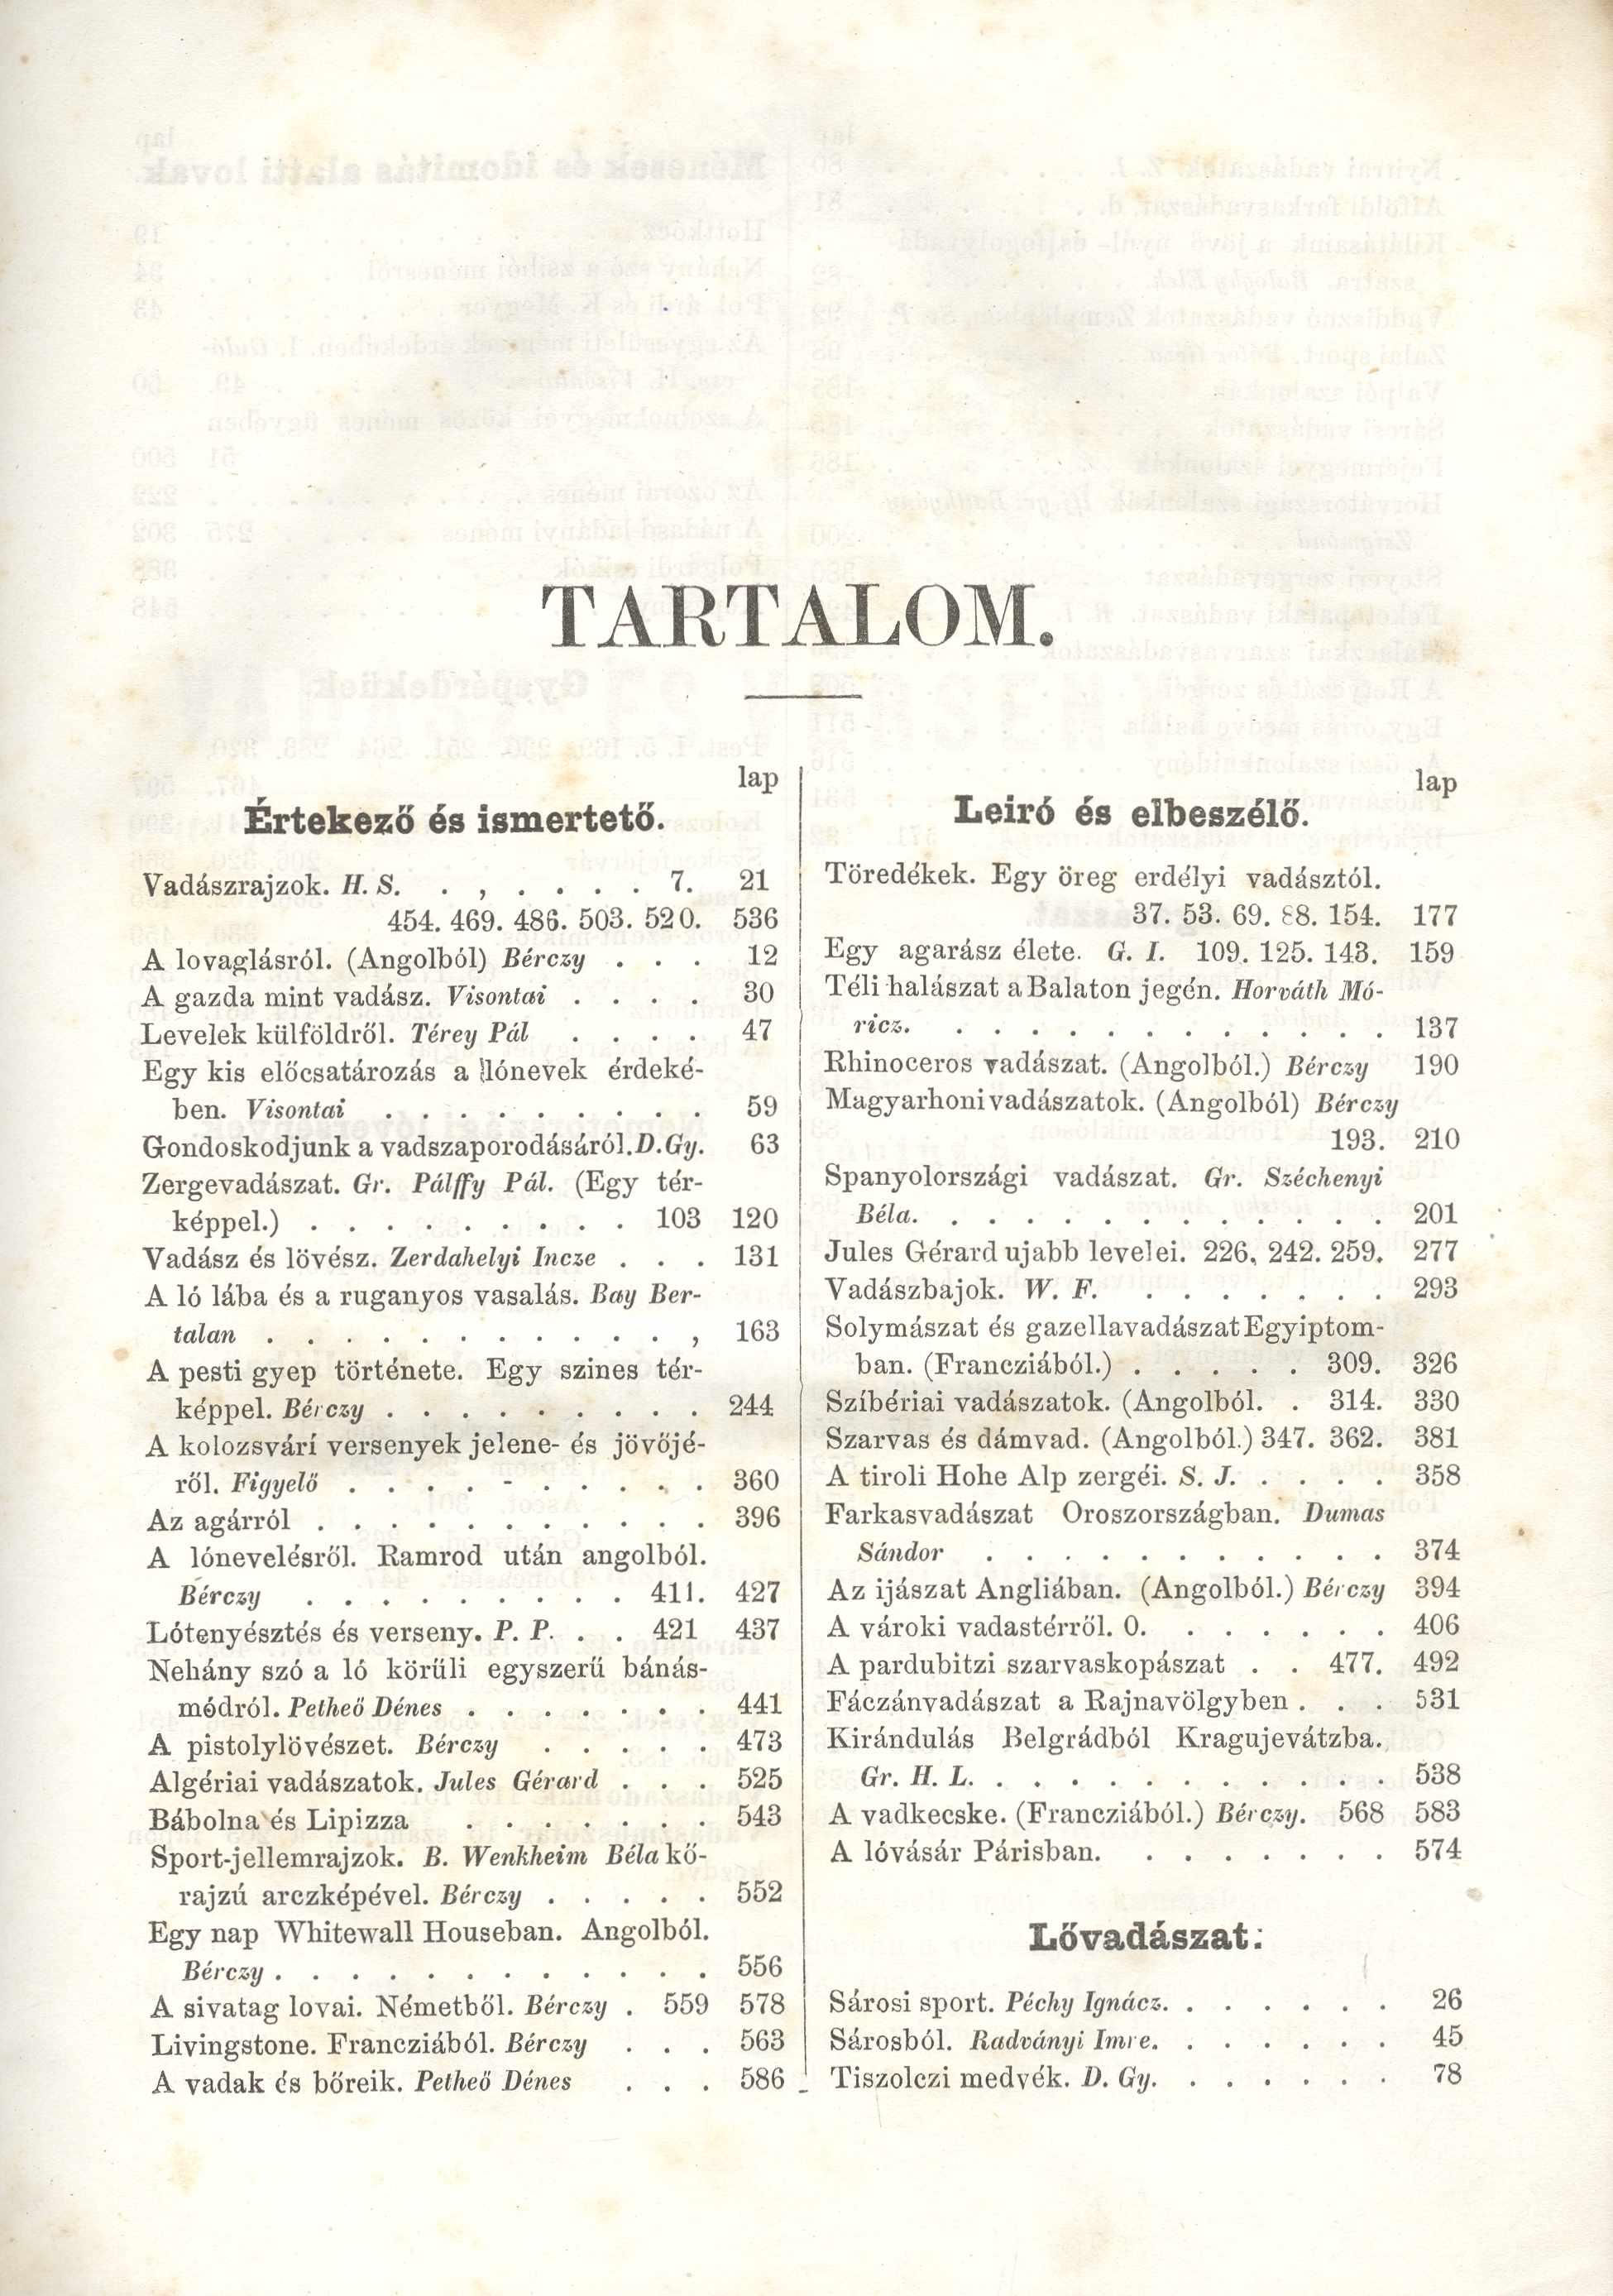 TARTALOM.
lap
Értekező és ismertető.
Vadászrajzok. H. S. . , . . . . 7. 21
454. 469. 486. 503. 520. 536
A lovaglásról. (Angolból) Bérczy . . . 12
A gazda mint vadász. Visontai . . . . 30
Levelek külföldről. Térey Pál . . . . 47
Egy kis előcsatározás a lónevek érdeké-
ben. Visontai . . . . . . . . . 59
Gondoskodjunk a vadszaporodásáról. D. Gy. 63
Zergevadászat. Gr. Pálffy Pál. (Egy tér-
képpel.) . . . . . . . . . 103 120
Vadász és lövész. Zerdahelyi Incze . . . 131
A ló lába és a ruganyos vasalás. Bay Ber-
talan . . . . . . . . . . . , 163
A pesti gyep története. Egy szines tér-
képpel. Bérczy . . . . . . . . . 244
A kolozsvári versenyek jelene- és jövőjé-
ről. Figyelő . . . . - . . . . . 360
Az agárról . . . . . . . . . . . 396
A lónevelésről. Ramrod után angolból.
Bérczy . . . . . . . . . 411. 427
Lótenyésztés és verseny. P. P. . . 421 437
Nehány szó a ló körüli egyszerű bánás-
módról. Petheő Dénes . . . . . . . 441
A pistolylövészet. Bérczy . . . . . 473
Algériai vadászatok. Jules Gérard . . . 525
Bábolna és Lipizza . . . . . . . 543
Sport-jellemrajzok. B. Wenkheim Béla kő-
rajzú arczképével. Bérczy . . . . . 552
Egy nap Whitewall Houseban. Angolból.
Bérczy . . . . . . . . . . . . 556
A sivatag lovai. Németből. Bérczy . 559 578
Livingstone. Francziából. Bérczy . . . 563
A vadak és bőreik. Petheő Dénes . . . 586
lap
Leiró és elbeszélő.
Töredékek. Egy öreg erdélyi vadásztól.
37. 53. 69. 88. 154. 177
Egy agarász élete. G. I. 109. 125. 143. 159
Téli halászat a Balaton jegén. Horváth Mó-
ricz. . . . . . . . . . . . . 137
Rhinoceros vadászat. (Angolból.) Bérczy 190
Magyarhoni vadászatok. (Angolból) Bérczy
193. 210
Spanyolországi vadászat. Gr. Széchenyi
Béla. . . . . . . . . . . . . 201
Jules Gérard ujabb levelei. 226. 242. 259. 277
Vadászbajok. W. F. . . . . . . . 293
Solymászat és gazellavadászat Egyiptom-
ban. (Francziából.) . . . . . 309. 326
Szíbériai vadászatok. (Angolból. . 314. 330
Szarvas és dámvad. (Angolból.) 347. 362. 381
A tiroli Hohe Alp zergéi. S. J. . . . . 358
Farkasvadászat Oroszországban. Dumas
Sándor . . . . . . . . . . . 374
Az ijászat Angliában. (Angolból.) Bérczy 394
A vároki vadastérről. O. . . . . . . 406
A pardubitzi szarvaskopászat . . 477. 492
Fáczánvadászat a Rajnavölgyben . . . 531
Kirándulás Belgrádból Kragujevátzba.
Gr. H. L. . . . . . . . . . . . 538
A vadkecske. (Francziából.) Bérczy. 568 583
A lóvásár Párisban. . . . . . . . 574
Lővadászat.
Sárosi sport. Péchy Ignácz. . . . . . . 26
Sárosból. Radványi Imre. . . . . . . 45
Tiszolczi medvék. D. Gy. . . . . . . 78